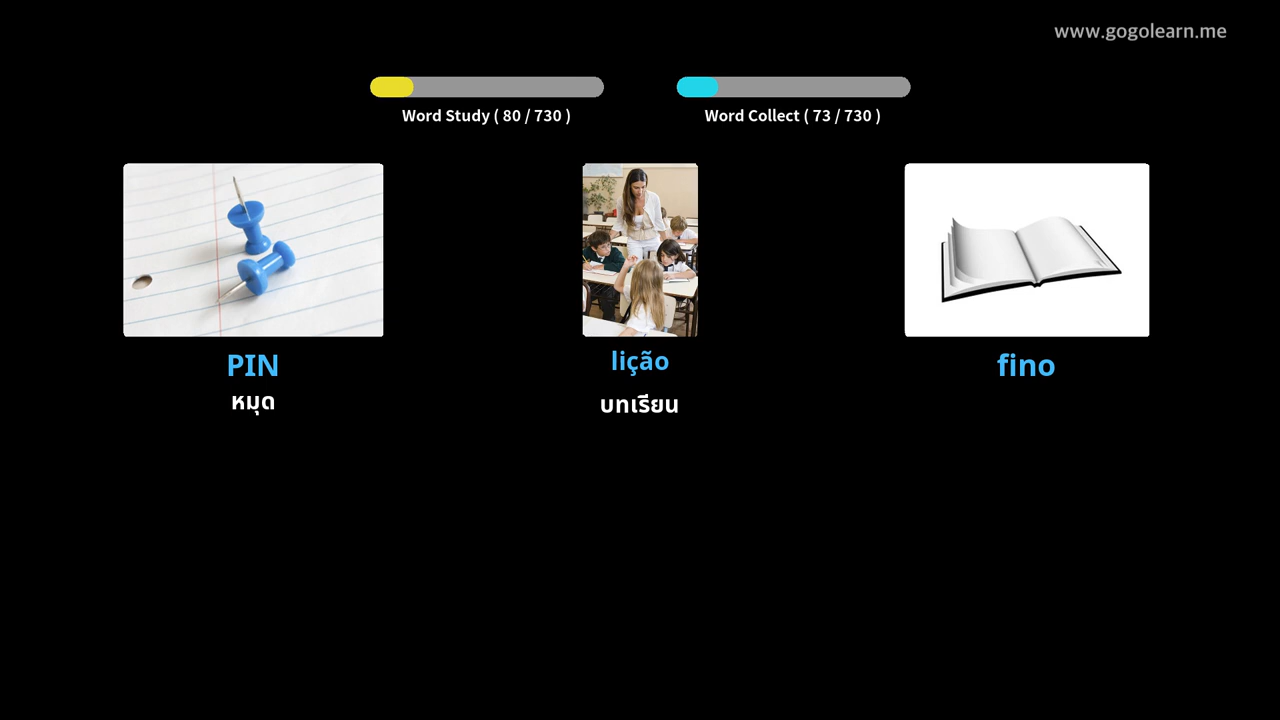 www.gogolearn.me
Word Study ( 80 / 730 )
Word Collect ( 73 / 730 )
PIN
หมุด
lição
บทเรียน
fino